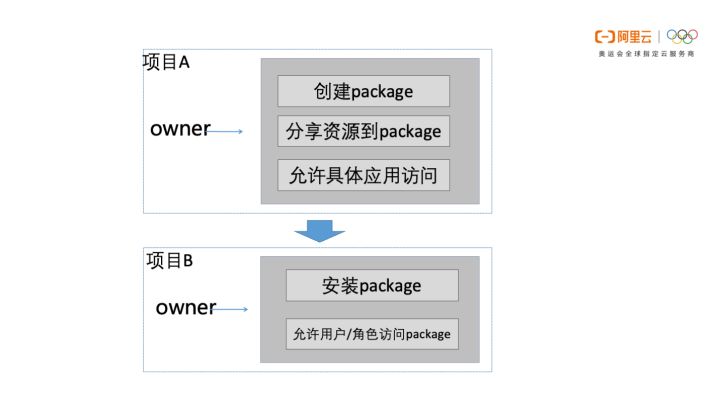 阿里云
奥运会全球指定云服务商
项目A
owner
创建package
分享资源到package
允许具体应用访问
项目B
owner
安装package
允许用户/角色访问package